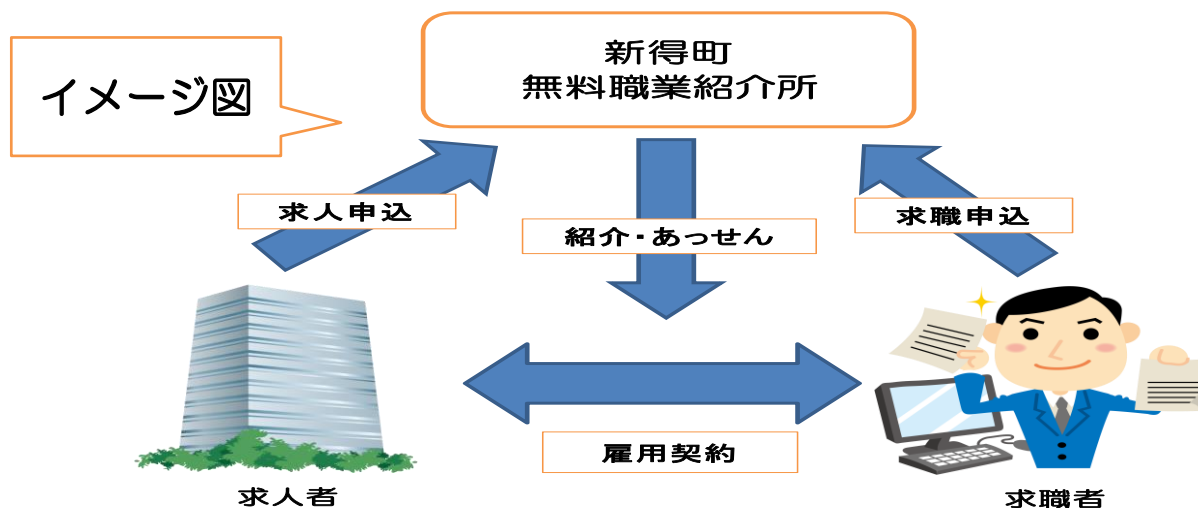 新得町
無料職業紹介所
イメージ図
求人申込
求職申込
紹介・あっせん
雇用契約
求人者
求職者